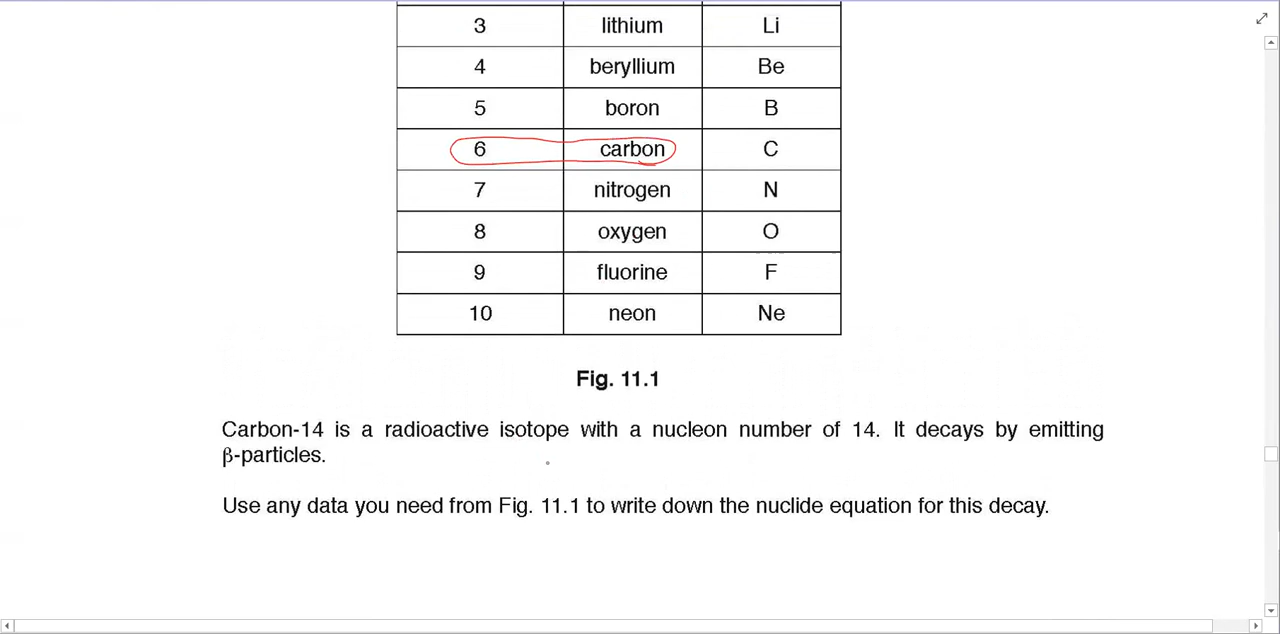 3 lithium Li
4 beryllium Be
5 boron B
6 carbon C
7 nitrogen N
8 oxygen O
9 fluorine F
10 neon Ne
Fig. 11.1
Carbon-14 is a radioactive isotope with a nucleon number of 14. It decays by emitting
β-particles.
Use any data you need from Fig. 11.1 to write down the nuclide equation for this decay.